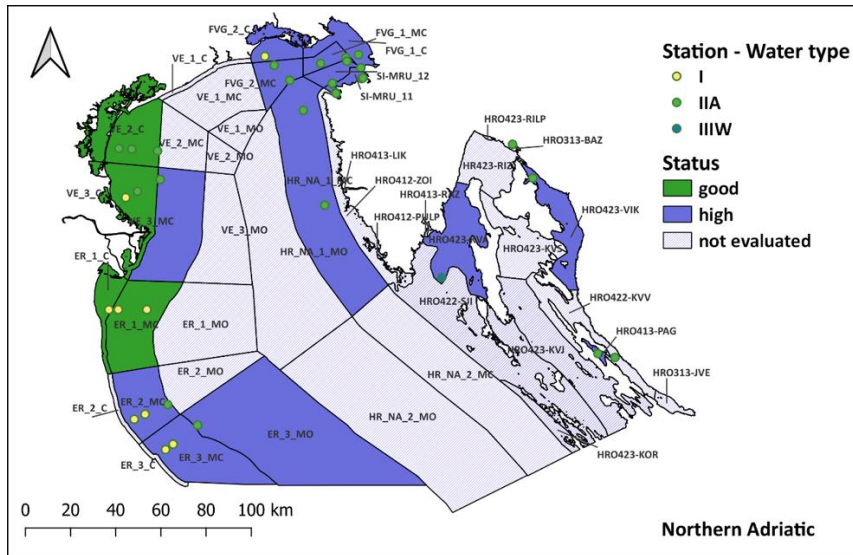 FVG_2_C
FVG_1_MC
FVG_1_C
VE_1_C
SI-MRU_12
FVG_2_MC
SI-MRU_11
VE_1_MC
VE_1_MO
VE_2_C
VE_2_MC
VE_2_MO
HRO423-RILP
HRO313-BAZ
HRO413-LIK
HR423-RIZ
HR_NA_1_MC
HRO412-ZOI
VE_3_C
HRO413-RAZ
HRO423-VIK
VE_3_MC
HRO412-PULP
VE_3_MO
HR_NA_1_MO
HRO423-KVA
HRO423-KVS
ER_1_C
HRO422-SJI
HRO422-KVV
ER_1_MC
ER_1_MO
HRO413-PAG
HRO423-KVJ
ER_2_MO
HR_NA_2_MC
HRO313-JVE
ER_2_C
ER_2_MC
HR_NA_2_MO
ER_3_MO
ER_3_MC
ER_3_C
HRO423-KOR
Station - Water type
I
IIA
IIIW
Status
good
high
not evaluated
0 20 40 60 80 100 km
Northern Adriatic